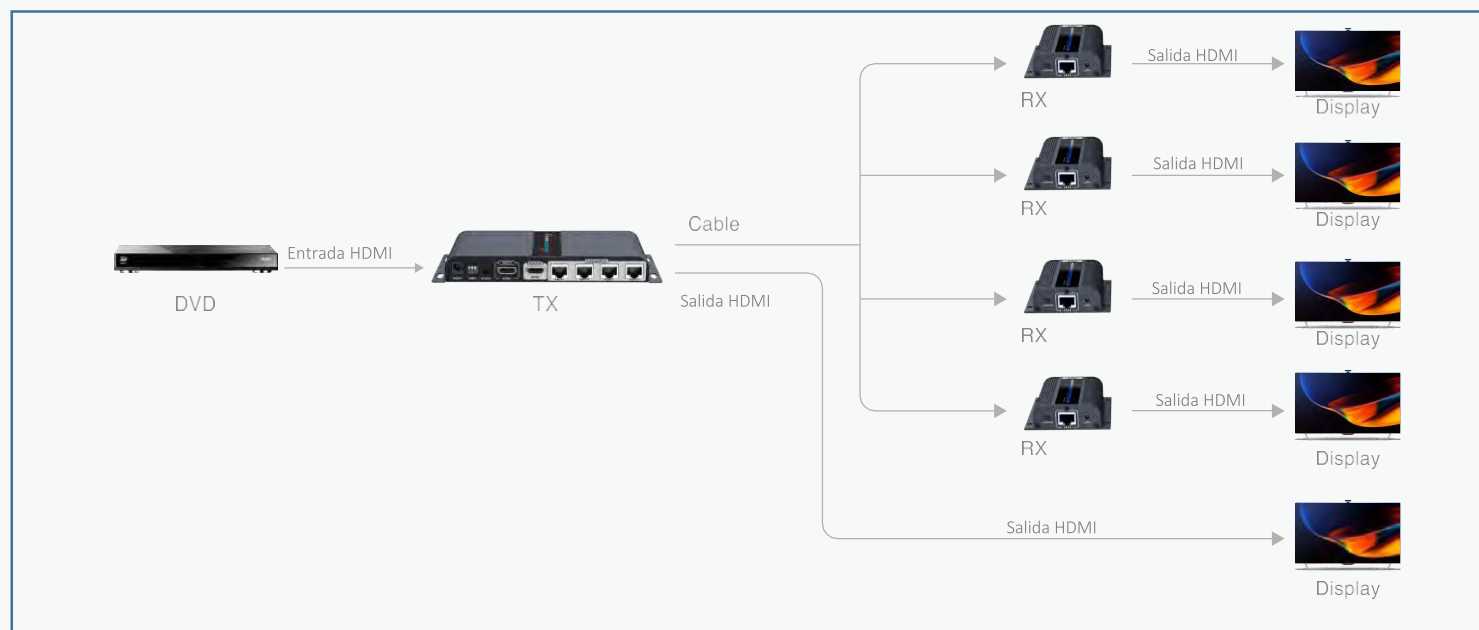 Salida HDMI
RX
Display
Salida HDMI
RX
Display
Cable
Entrada HDMI
DVD
TX
Salida HDMI
Salida HDMI
RX
Display
Salida HDMI
RX
Display
Salida HDMI
Display